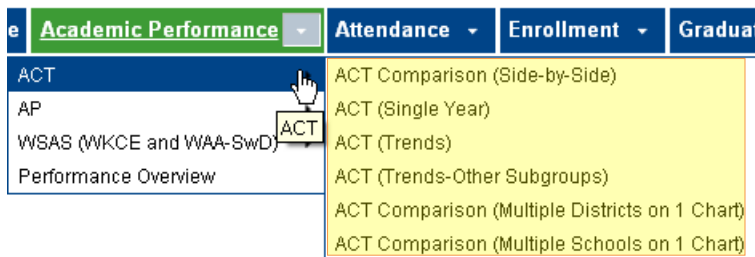 e Academic Performance Attendance Enrollment Graduat
ACT
AP
WSAS (WKCE and WAA-SwD)
Performance Overview
ACT
ACT Comparison (Side-by-Side)
ACT (Single Year)
ACT (Trends)
ACT (Trends-Other Subgroups)
ACT Comparison (Multiple Districts on 1 Chart)
ACT Comparison (Multiple Schools on 1 Chart)